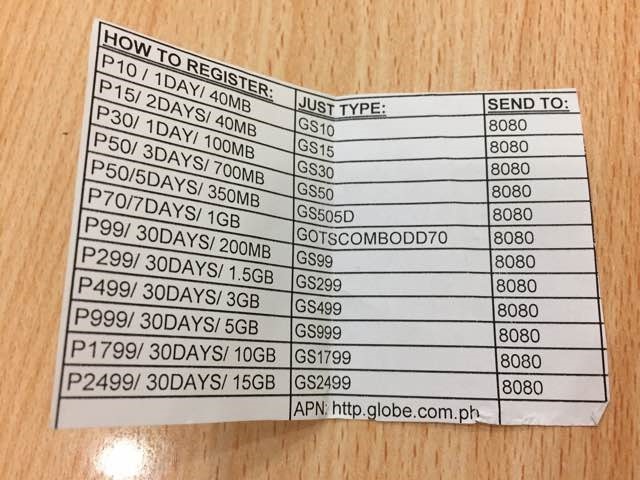 HOW TO REGISTER: JUST TYPE: SEND TO:
P10 / 1DAY/ 40MB GS10 8080
P15/ 2DAYS/ 40MB GS15 8080
P30/ 1DAY/ 100MB GS30 8080
P50/ 3DAYS/ 700MB GS50 8080
P50/5DAYS/ 350MB GS505D 8080
P70/7DAYS/ 1GB GOTSCOMBODD70 8080
P99/ 30DAYS/ 200MB GS99 8080
P299/ 30DAYS/ 1.5GB GS299 8080
P499/ 30DAYS/ 3GB GS499 8080
P999/ 30DAYS/ 5GB GS999 8080
P1799/ 30DAYS/ 10GB GS1799 8080
P2499/ 30DAYS/ 15GB GS2499 8080
APN: http.globe.com.ph